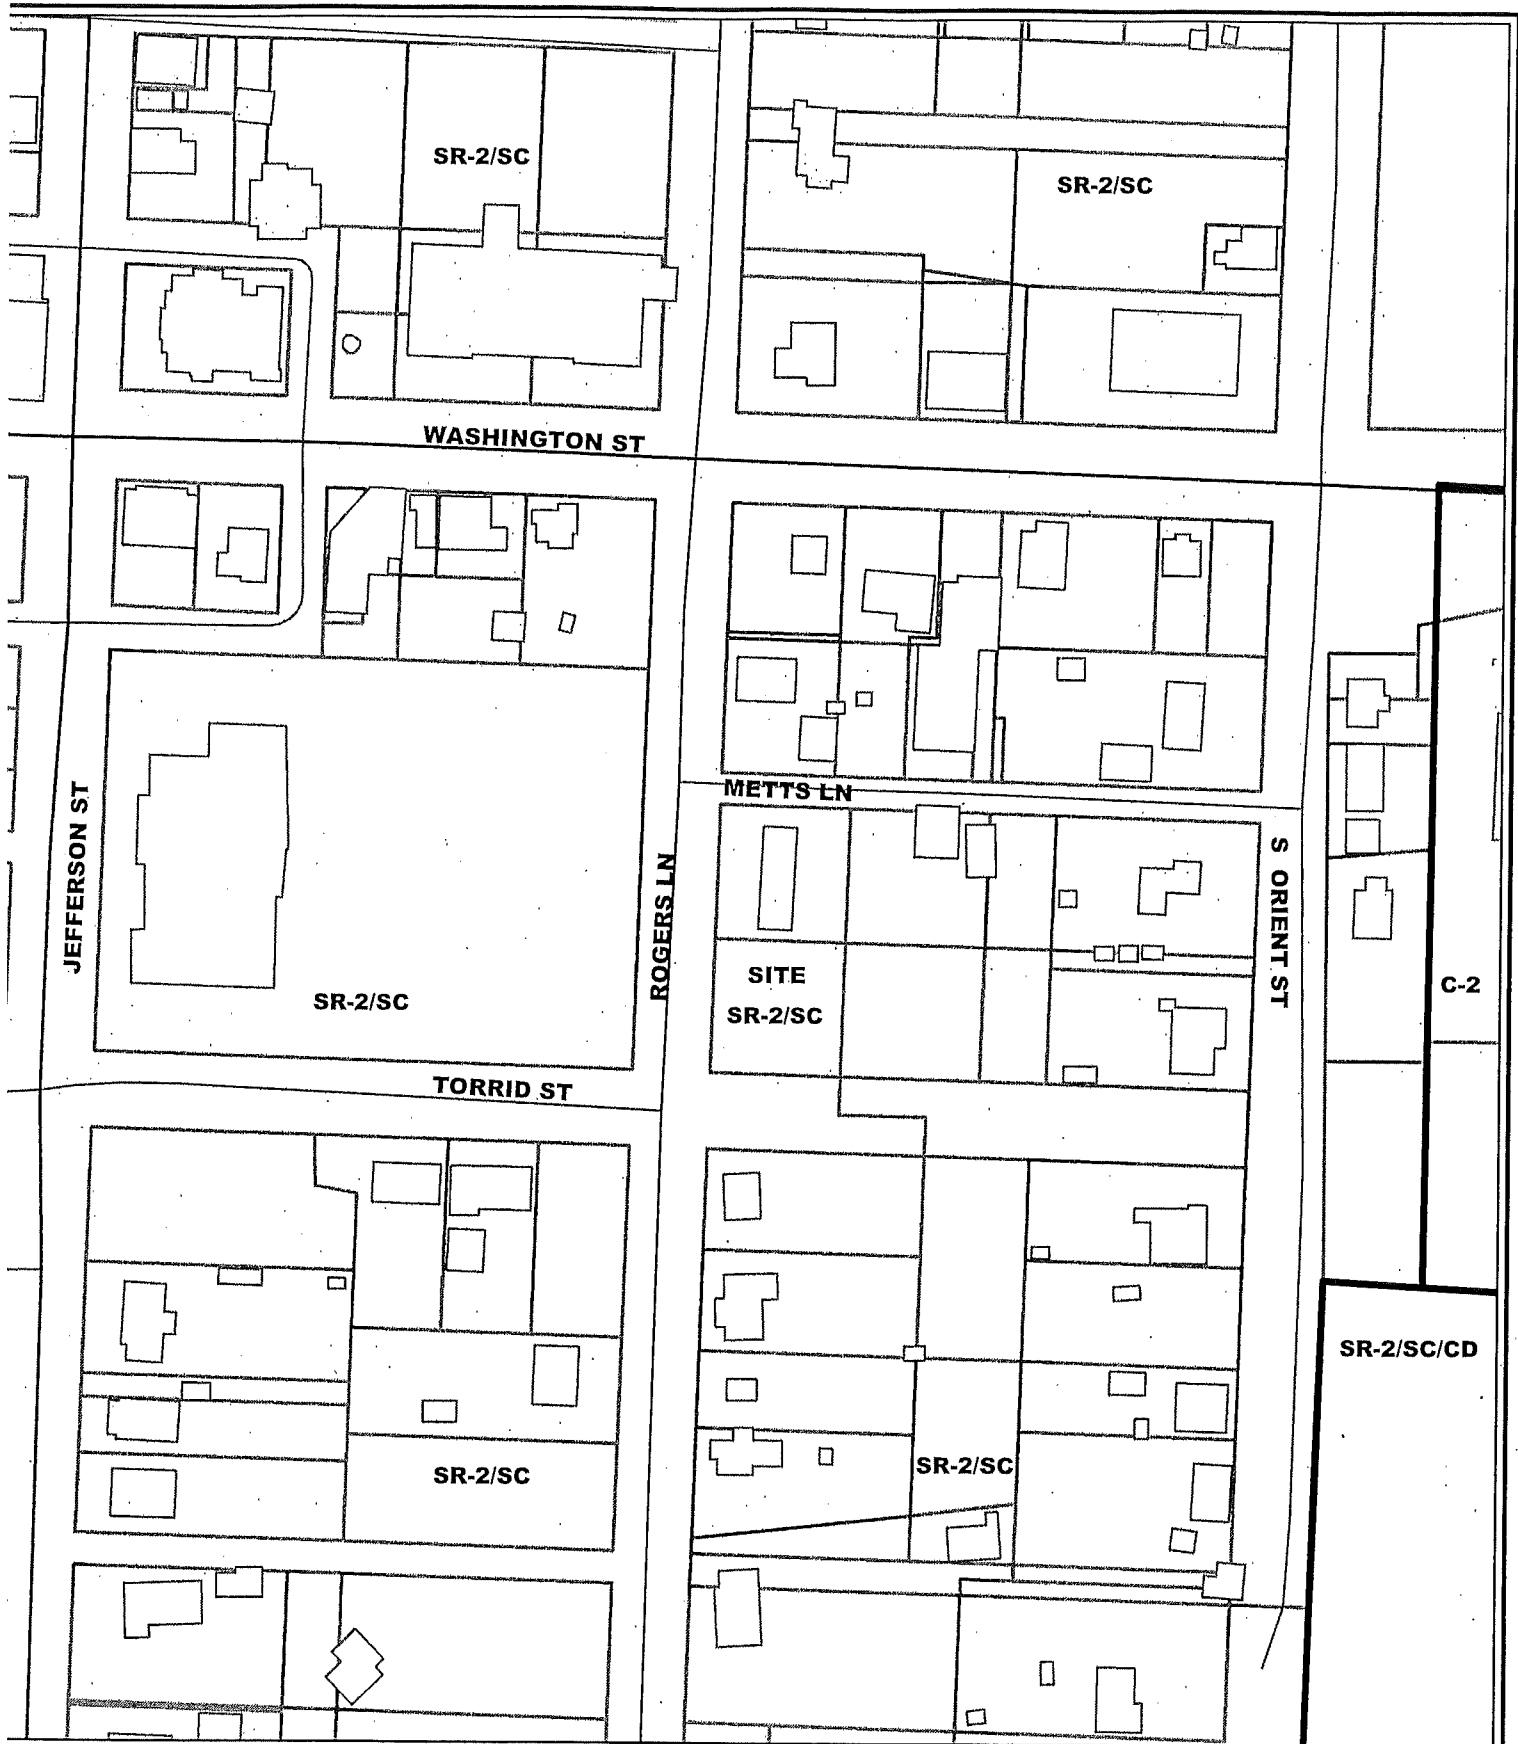 SR-2/SC
SR-2/SC
WASHINGTON ST
METTS LN
JEFFERSON ST
ROGERS LN
S ORIENT ST
SITE
SR-2/SC
C-2
SR-2/SC
TORRID ST
SR-2/SC/CD
SR-2/SC
SR-2/SC